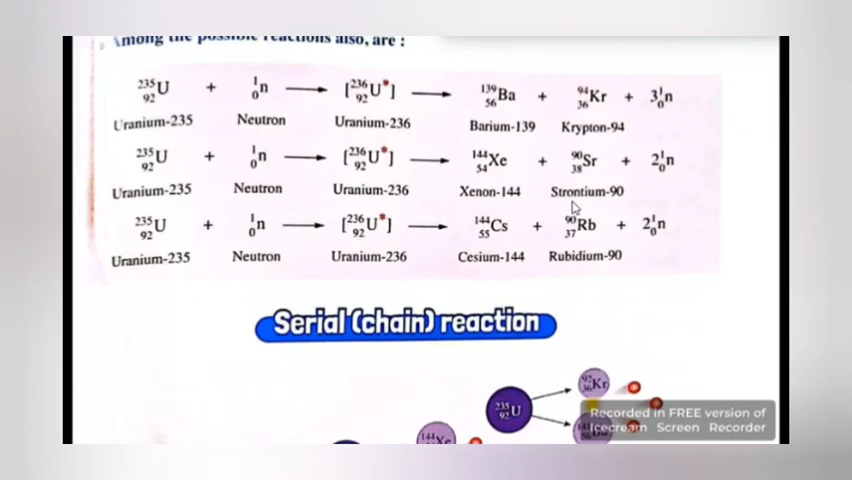 Among the possible reactions also, are :
²³⁵₉₂U + ¹₀n ⟶ [²³⁶₉₂U*] ⟶ ¹³⁹₅₆Ba + ⁹⁴₃₆Kr + 3¹₀n
Uranium-235 Neutron Uranium-236 Barium-139 Krypton-94
²³⁵₉₂U + ¹₀n ⟶ [²³⁶₉₂U*] ⟶ ¹⁴⁴₅₄Xe + ⁹⁰₃₈Sr + 2¹₀n
Uranium-235 Neutron Uranium-236 Xenon-144 Strontium-90
²³⁵₉₂U + ¹₀n ⟶ [²³⁶₉₂U*] ⟶ ¹⁴⁴₅₅Cs + ⁹⁰₃₇Rb + 2¹₀n
Uranium-235 Neutron Uranium-236 Cesium-144 Rubidium-90
Serial (chain) reaction
⁹²₃₆Kr
²³⁵₉₂U
Recorded in FREE version of
Icecream Screen Recorder
¹⁴⁴Xe